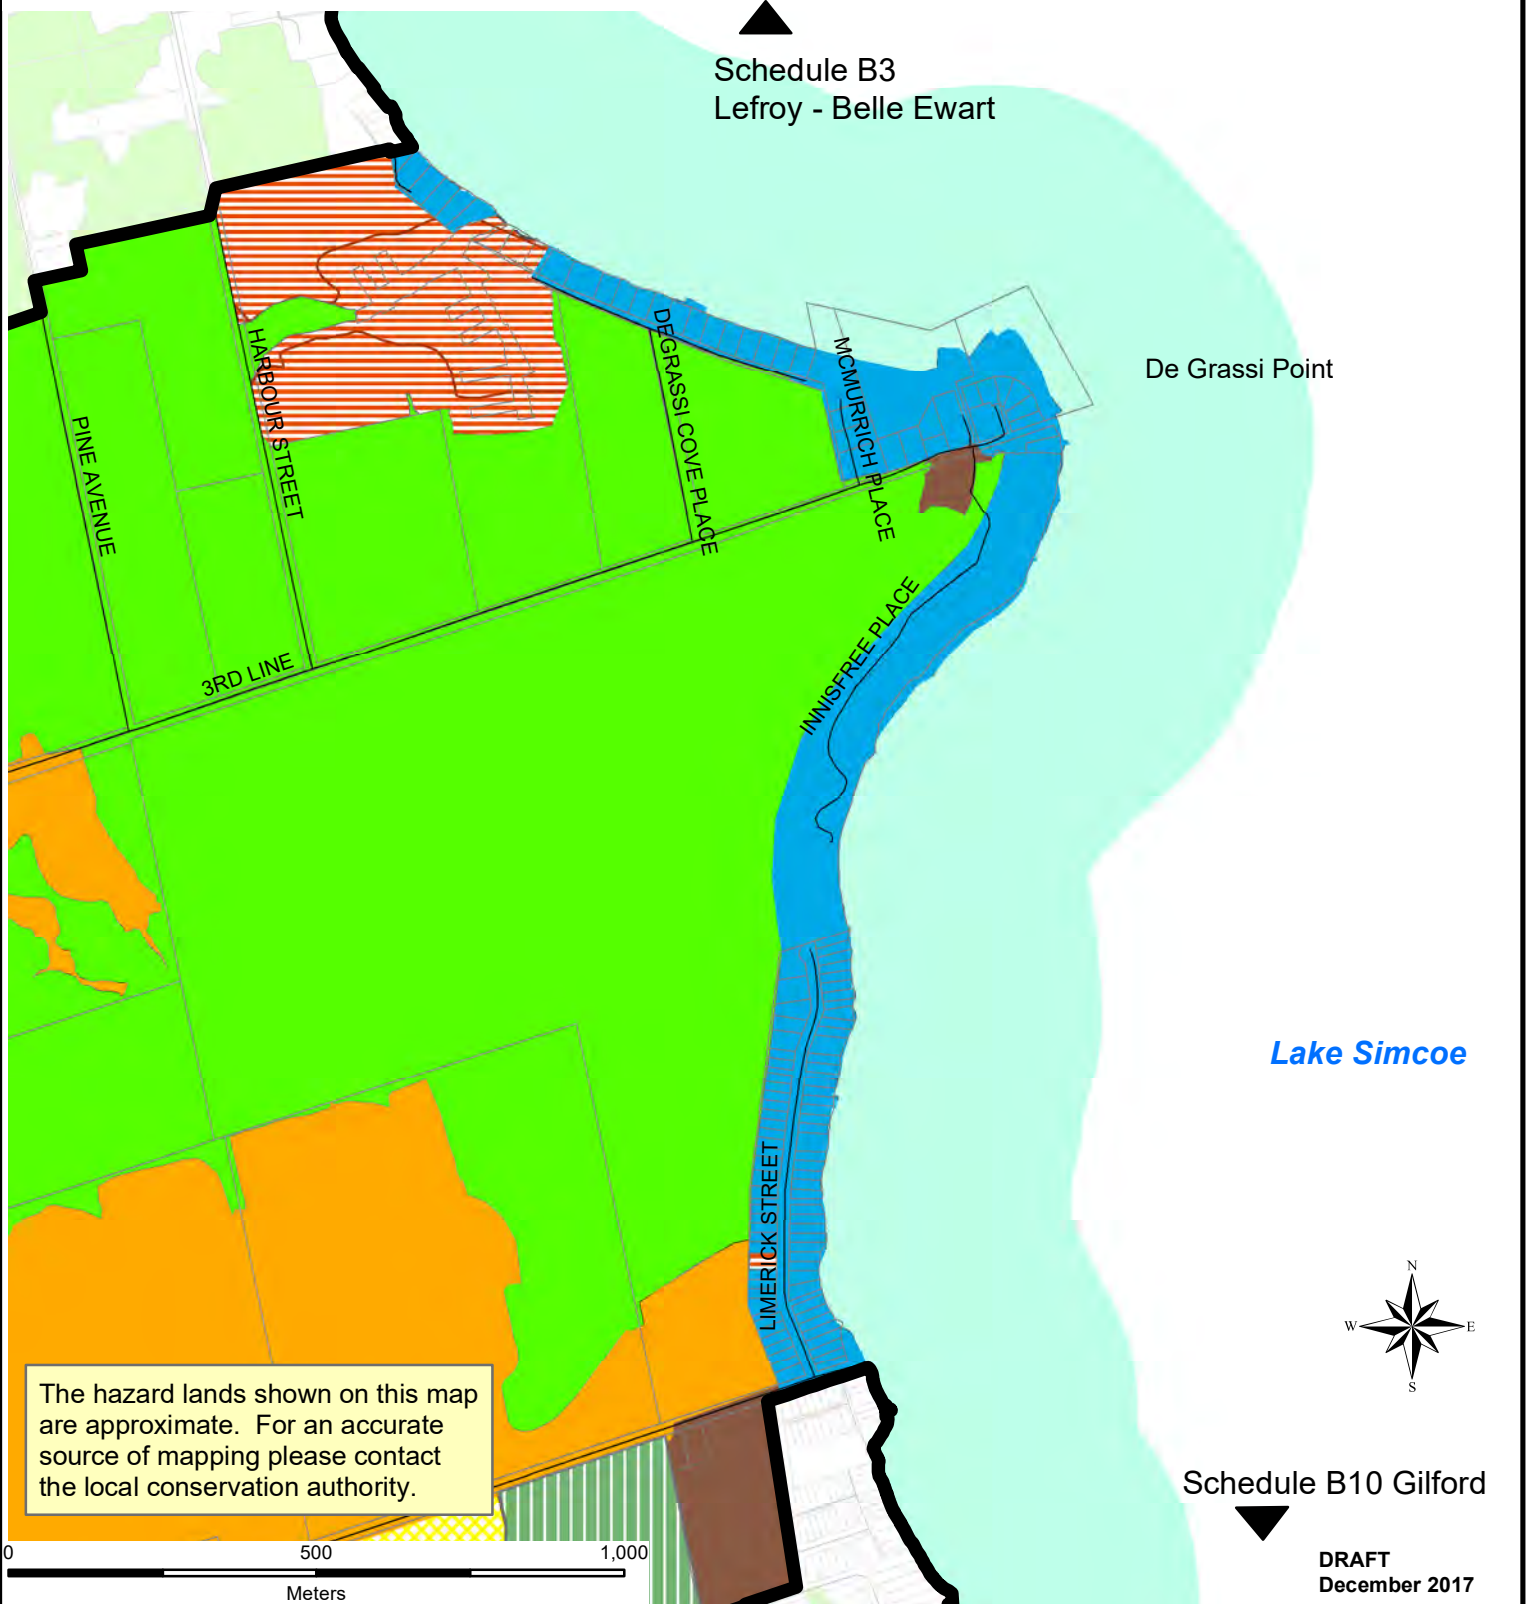 Schedule B3
Lefroy - Belle Ewart
De Grassi Point
HARBOUR STREET
DEGRASSI COVE PLACE
MCMURRICH PLACE
PINE AVENUE
INNISFREE PLACE
3RD LINE
Lake Simcoe
LIMERICK STREET
N
W
E
S
The hazard lands shown on this map
are approximate. For an accurate
source of mapping please contact
the local conservation authority.
Schedule B10 Gilford
0
500
1,000
Meters
DRAFT
December 2017